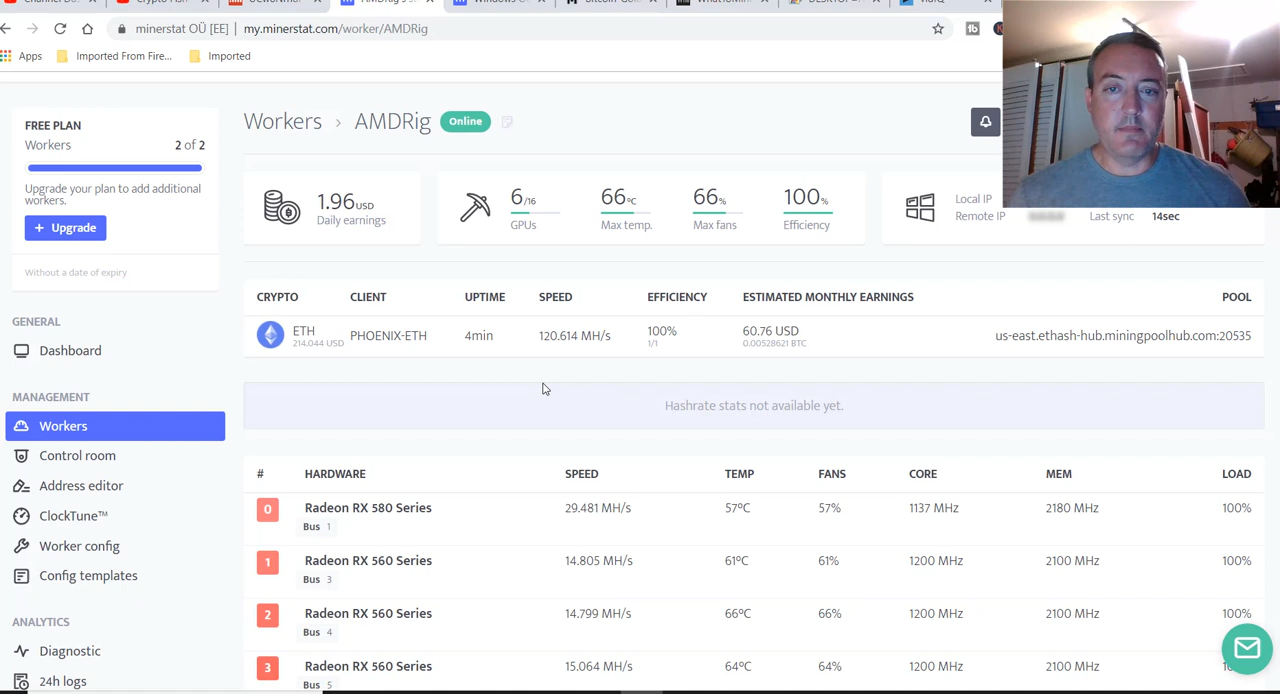 minerstat OÜ [EE] | my.minerstat.com/worker/AMDRig
Apps Imported From Fire... Imported
FREE PLAN
Workers 2 of 2
Upgrade your plan to add additional
workers.
+ Upgrade
Without a date of expiry
GENERAL
Dashboard
MANAGEMENT
Workers
Control room
Address editor
ClockTune™
Worker config
Config templates
ANALYTICS
Diagnostic
24h logs
Workers › AMDRig Online
1.96 USD
Daily earnings
6/16
GPUs
66°C
Max temp.
66%
Max fans
100%
Efficiency
Local IP
Remote IP
Last sync 14sec
CRYPTO CLIENT UPTIME SPEED EFFICIENCY ESTIMATED MONTHLY EARNINGS POOL
ETH PHOENIX-ETH 4min 120.614 MH/s 100% 60.76 USD us-east.ethash-hub.miningpoolhub.com:20535
214.044 USD 1/1 0.00528621 BTC
Hashrate stats not available yet.
# HARDWARE SPEED TEMP FANS CORE MEM LOAD
0 Radeon RX 580 Series 29.481 MH/s 57°C 57% 1137 MHz 2180 MHz 100%
Bus 1
1 Radeon RX 560 Series 14.805 MH/s 61°C 61% 1200 MHz 2100 MHz 100%
Bus 3
2 Radeon RX 560 Series 14.799 MH/s 66°C 66% 1200 MHz 2100 MHz 100%
Bus 4
3 Radeon RX 560 Series 15.064 MH/s 64°C 64% 1200 MHz 2100 MHz
Bus 5